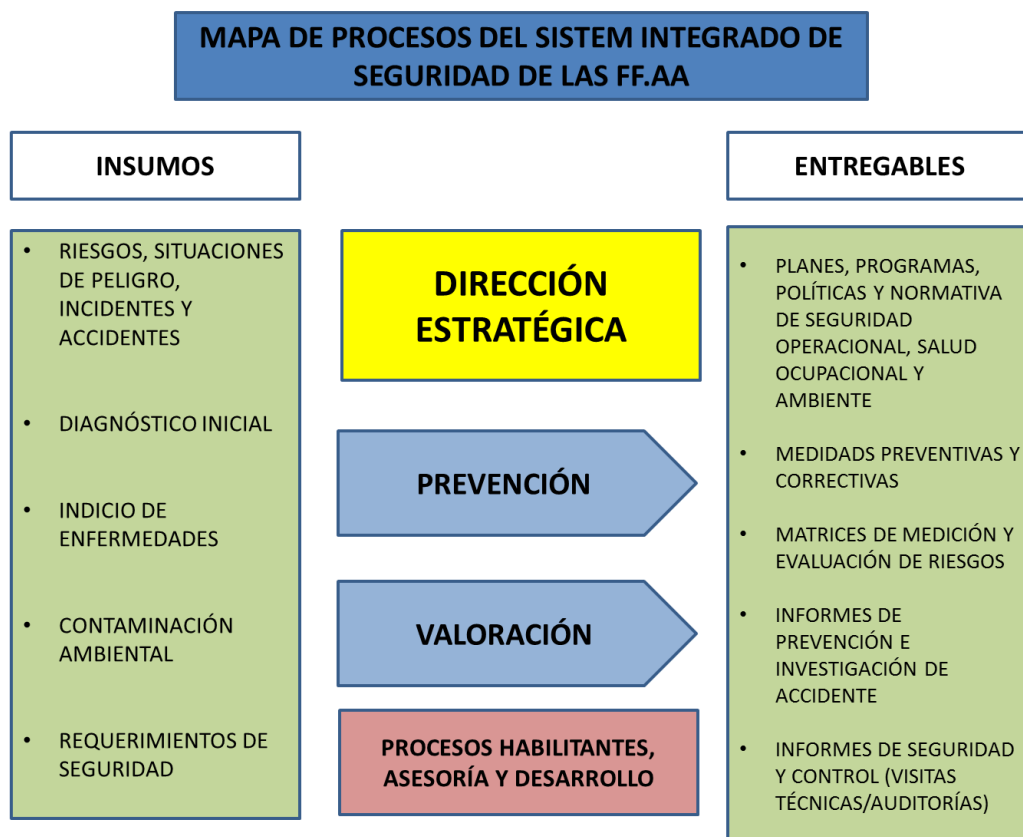 MAPA DE PROCESOS DEL SISTEM INTEGRADO DE
SEGURIDAD DE LAS FF.AA
INSUMOS
• RIESGOS, SITUACIONES
DE PELIGRO,
INCIDENTES Y
ACCIDENTES
• DIAGNÓSTICO INICIAL
• INDICIO DE
ENFERMEDADES
• CONTAMINACIÓN
AMBIENTAL
• REQUERIMIENTOS DE
SEGURIDAD
DIRECCIÓN
ESTRATÉGICA
PREVENCIÓN
VALORACIÓN
PROCESOS HABILITANTES,
ASESORÍA Y DESARROLLO
ENTREGABLES
• PLANES, PROGRAMAS,
POLÍTICAS Y NORMATIVA
DE SEGURIDAD
OPERACIONAL, SALUD
OCUPACIONAL Y
AMBIENTE
• MEDIDADS PREVENTIVAS Y
CORRECTIVAS
• MATRICES DE MEDICIÓN Y
EVALUACIÓN DE RIESGOS
• INFORMES DE
PREVENCIÓN E
INVESTIGACIÓN DE
ACCIDENTE
• INFORMES DE SEGURIDAD
Y CONTROL (VISITAS
TÉCNICAS/AUDITORÍAS)